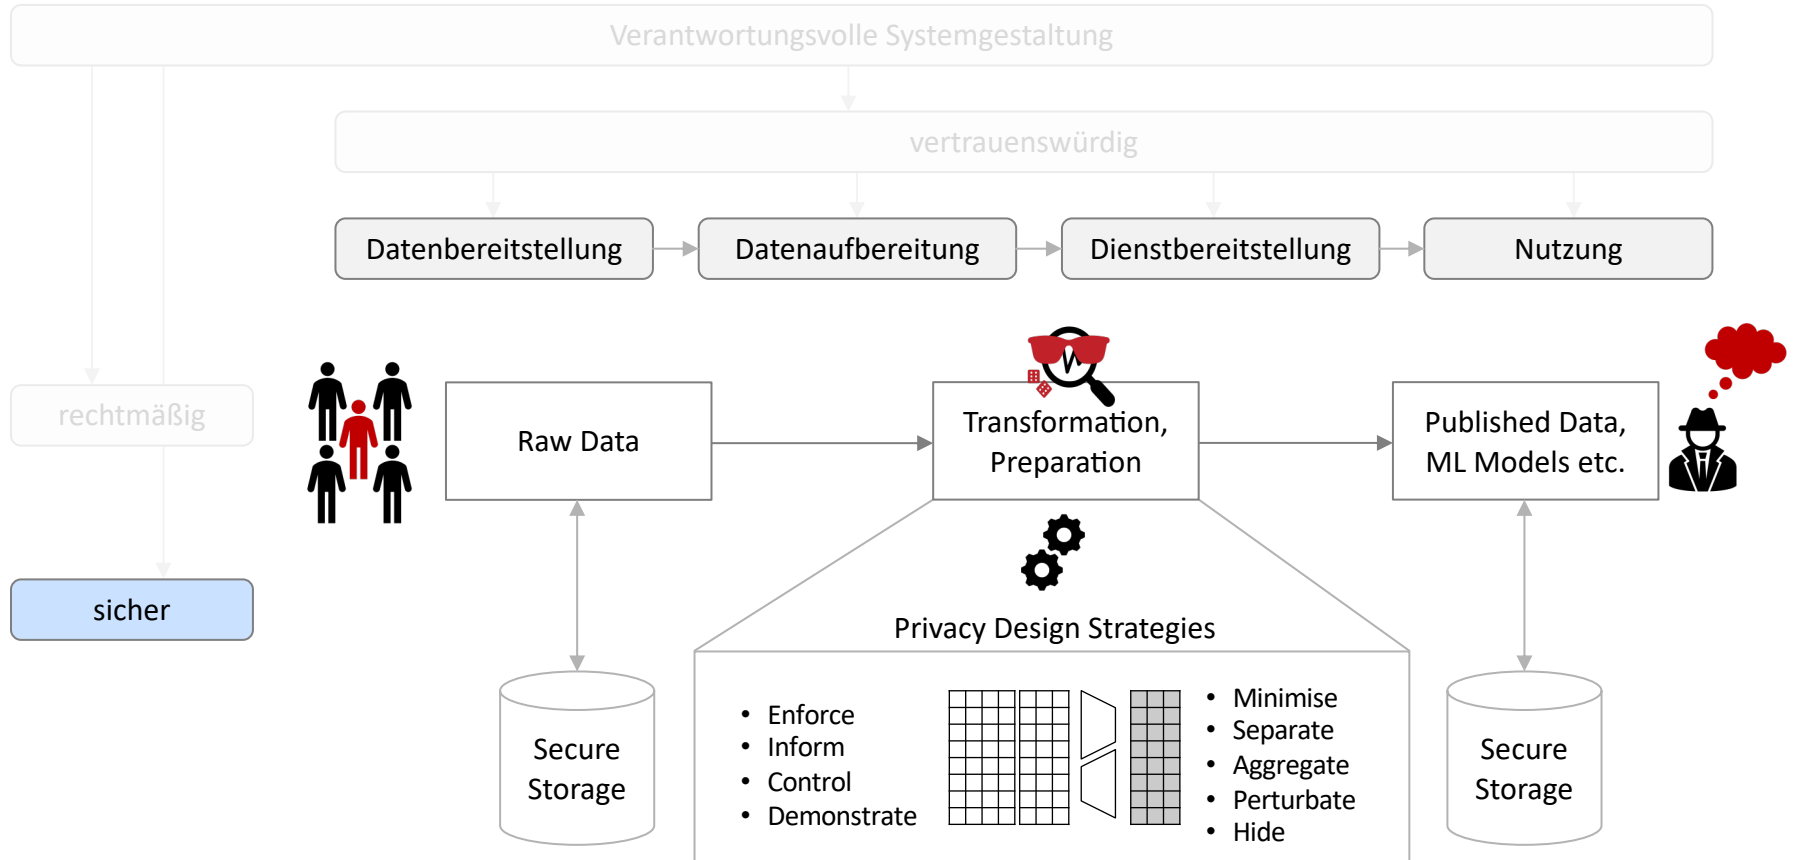 Verantwortungsvolle Systemgestaltung
vertrauenswürdig
Datenbereitstellung
Datenaufbereitung
Dienstbereitstellung
Nutzung
rechtmäßig
Raw Data
Transformation,
Preparation
Published Data,
ML Models etc.
sicher
Privacy Design Strategies
Secure
Storage
• Enforce
• Inform
• Control
• Demonstrate
• Minimise
• Separate
• Aggregate
• Perturbate
• Hide
Secure
Storage